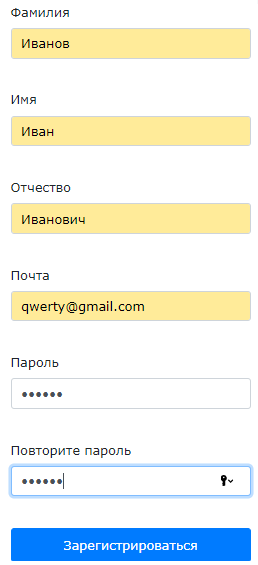 Фамилия
Иванов
Имя
Иван
Отчество
Иванович
Почта
qwerty@gmail.com
Пароль
••••••
Повторите пароль
••••••
Зарегистрироваться